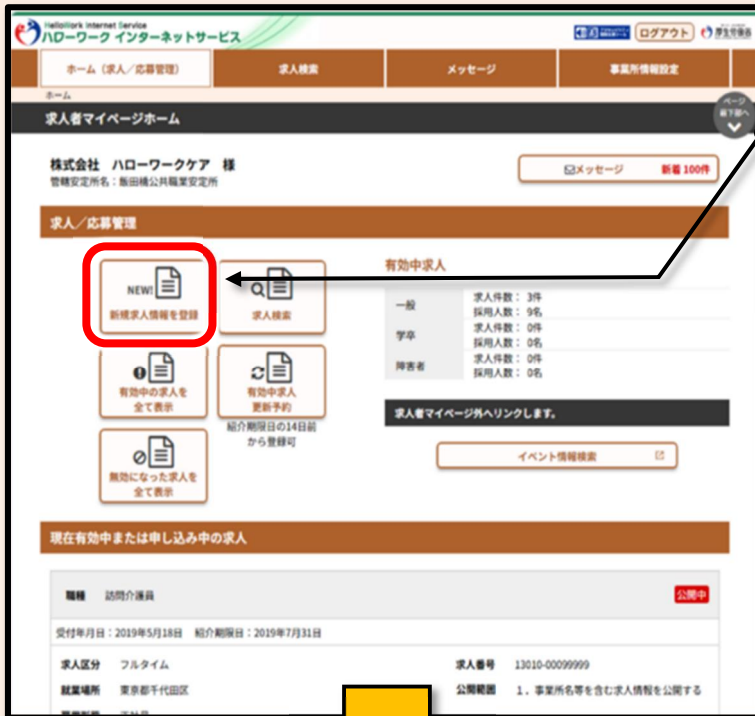 HelloWork Internet Service
ハローワーク インターネットサービス
ログアウト
ホーム（求人／応募管理）
求人検索
メッセージ
事業所情報設定
ホーム
求人者マイページホーム
ページ
最下部へ
株式会社　ハローワークケア　様
管轄安定所名：飯田橋公共職業安定所
メッセージ　新着 100件
求人／応募管理
NEW!
新規求人情報を登録
求人検索
有効中の求人を
全て表示
有効中求人
更新予約
紹介期限日の14日前
から登録可
無効になった求人を
全て表示
有効中求人
一般
求人件数： 3件
採用人数： 9名
学卒
求人件数： 0件
採用人数： 0名
障害者
求人件数： 0件
採用人数： 0名
求人者マイページ外へリンクします。
イベント情報検索
現在有効中または申し込み中の求人
職種　訪問介護員
公開中
受付年月日：2019年5月18日　紹介期限日：2019年7月31日
求人区分　フルタイム
求人番号　13010-00099999
就業場所　東京都千代田区
公開範囲　1．事業所名等を含む求人情報を公開する